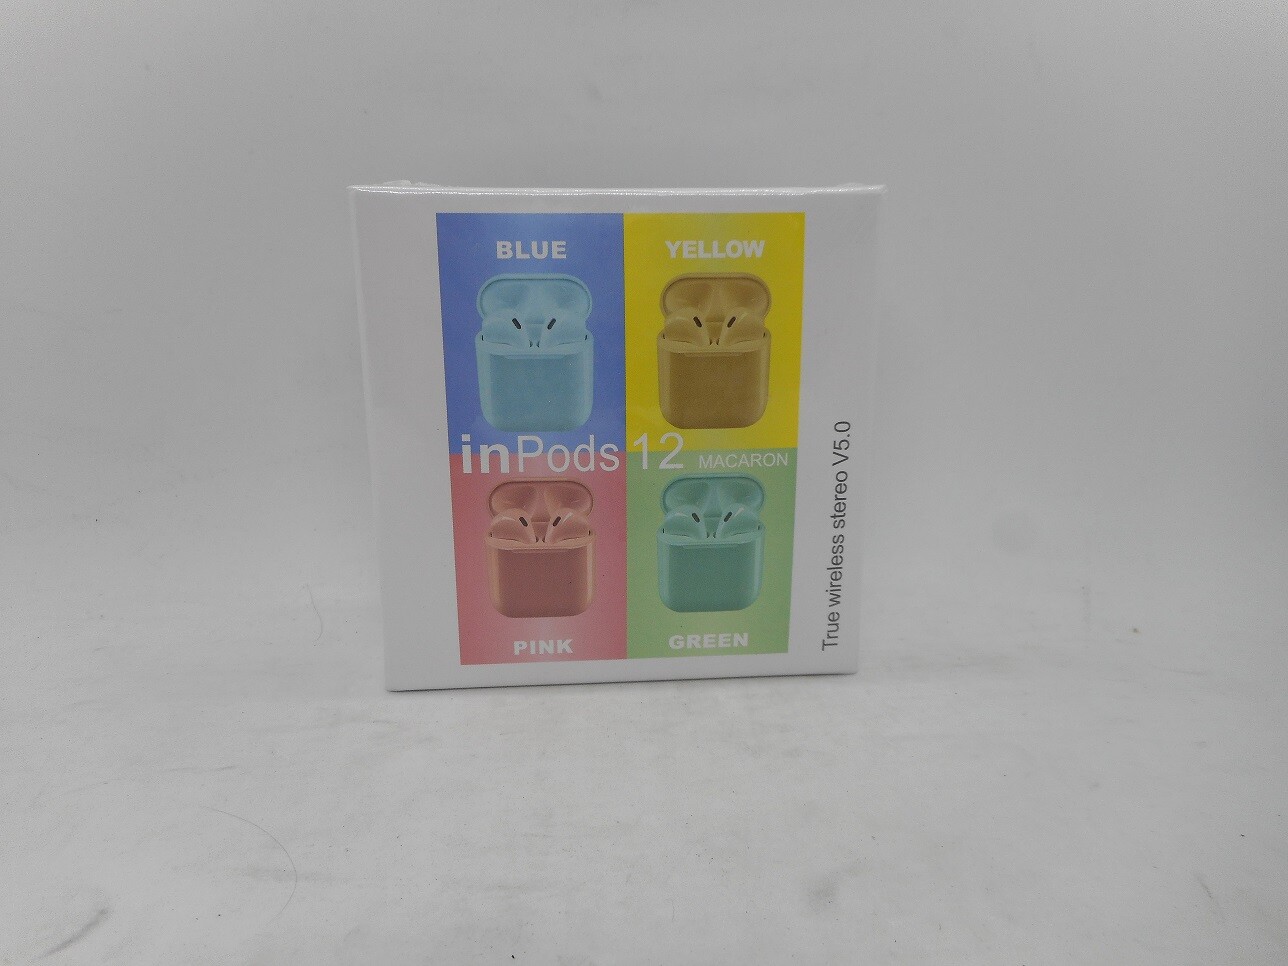 BLUE
YELLOW
inPods 12 MACARON
PINK
GREEN
True wireless stereo V5.0